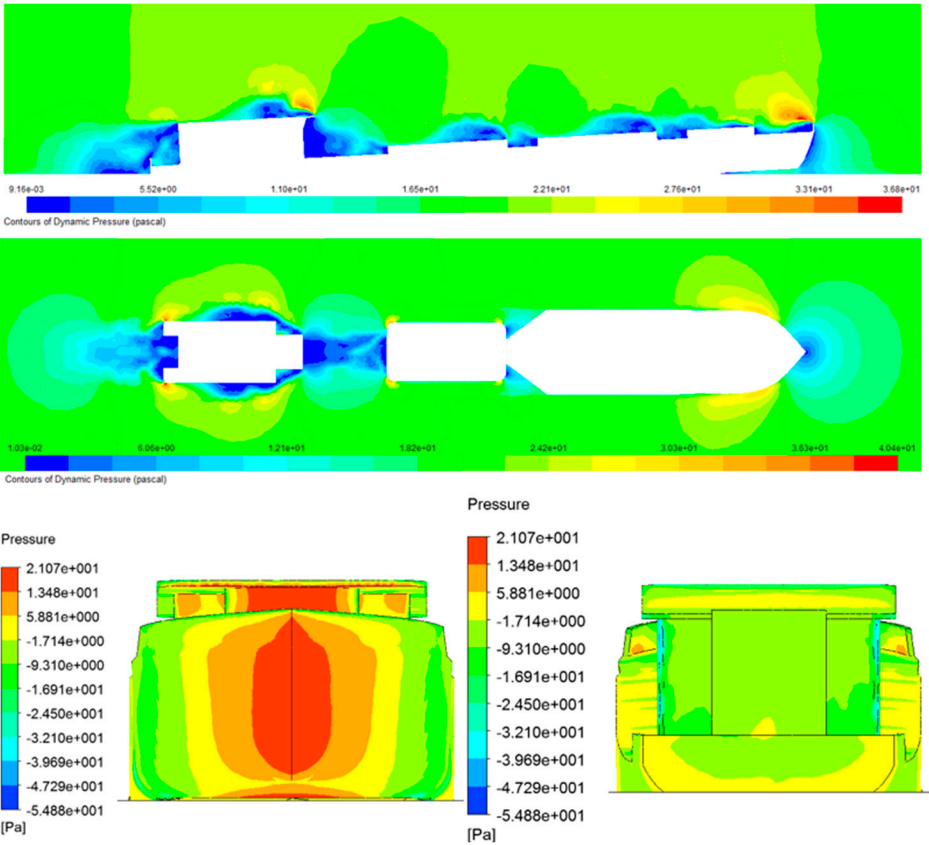 9.16e-03 5.52e+00 1.10e+01 1.65e+01 2.21e+01 2.76e+01 3.31e+01 3.68e+01
Contours of Dynamic Pressure (pascal)
1.03e-02 6.06e+00 1.21e+01 1.82e+01 2.42e+01 3.03e+01 3.63e+01 4.04e+01
Contours of Dynamic Pressure (pascal)
Pressure
2.107e+001
1.348e+001
5.881e+000
-1.714e+000
-9.310e+000
-1.691e+001
-2.450e+001
-3.210e+001
-3.969e+001
-4.729e+001
-5.488e+001
[Pa]
Pressure
2.107e+001
1.348e+001
5.881e+000
-1.714e+000
-9.310e+000
-1.691e+001
-2.450e+001
-3.210e+001
-3.969e+001
-4.729e+001
-5.488e+001
[Pa]